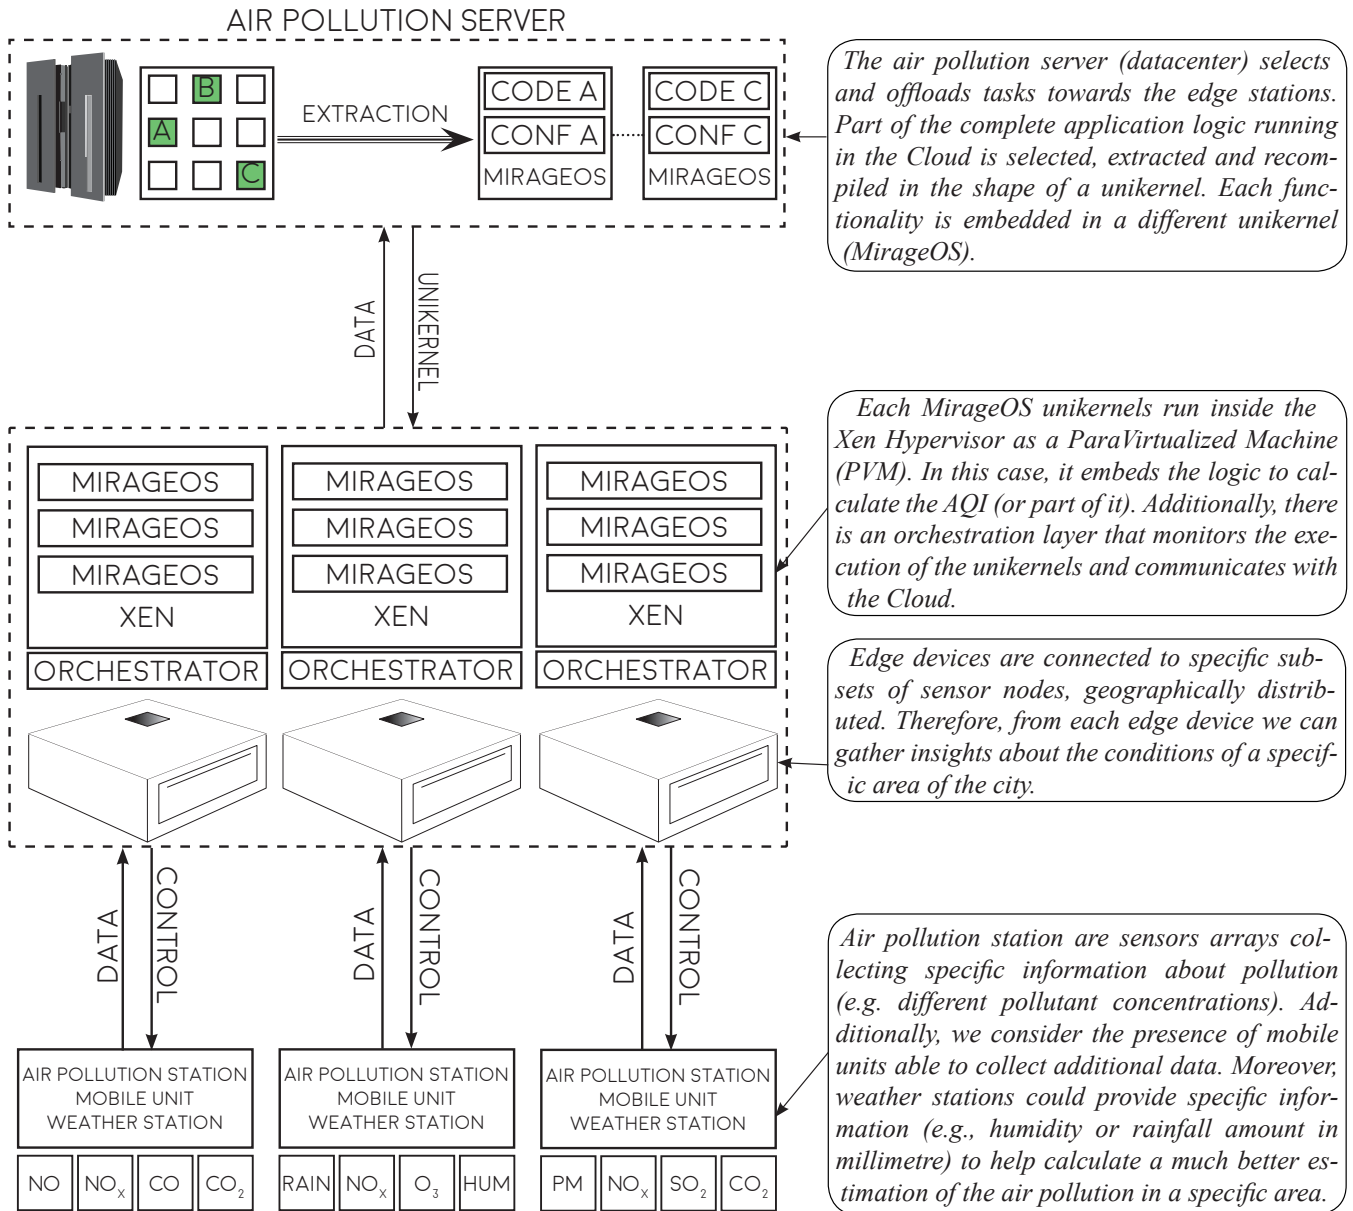 AIR POLLUTION SERVER
B
A
C
EXTRACTION
CODE A
CONF A
MIRAGEOS
CODE C
CONF C
MIRAGEOS
The air pollution server (datacenter) selects
and offloads tasks towards the edge stations.
Part of the complete application logic running
in the Cloud is selected, extracted and recom-
piled in the shape of a unikernel. Each func-
tionality is embedded in a different unikernel
(MirageOS).
DATA
UNIKERNEL
MIRAGEOS
MIRAGEOS
MIRAGEOS
XEN
ORCHESTRATOR
MIRAGEOS
MIRAGEOS
MIRAGEOS
XEN
ORCHESTRATOR
MIRAGEOS
MIRAGEOS
MIRAGEOS
XEN
ORCHESTRATOR
Each MirageOS unikernels run inside the
Xen Hypervisor as a ParaVirtualized Machine
(PVM). In this case, it embeds the logic to cal-
culate the AQI (or part of it). Additionally, there
is an orchestration layer that monitors the exe-
cution of the unikernels and communicates with
the Cloud.
Edge devices are connected to specific sub-
sets of sensor nodes, geographically distrib-
uted. Therefore, from each edge device we can
gather insights about the conditions of a specif-
ic area of the city.
DATA
CONTROL
DATA
CONTROL
DATA
CONTROL
AIR POLLUTION STATION
MOBILE UNIT
WEATHER STATION
NO NOX CO CO2
AIR POLLUTION STATION
MOBILE UNIT
WEATHER STATION
RAIN NOX O3 HUM
AIR POLLUTION STATION
MOBILE UNIT
WEATHER STATION
PM NOX SO2 CO2
Air pollution station are sensors arrays col-
lecting specific information about pollution
(e.g. different pollutant concentrations). Ad-
ditionally, we consider the presence of mobile
units able to collect additional data. Moreover,
weather stations could provide specific infor-
mation (e.g., humidity or rainfall amount in
millimetre) to help calculate a much better es-
timation of the air pollution in a specific area.